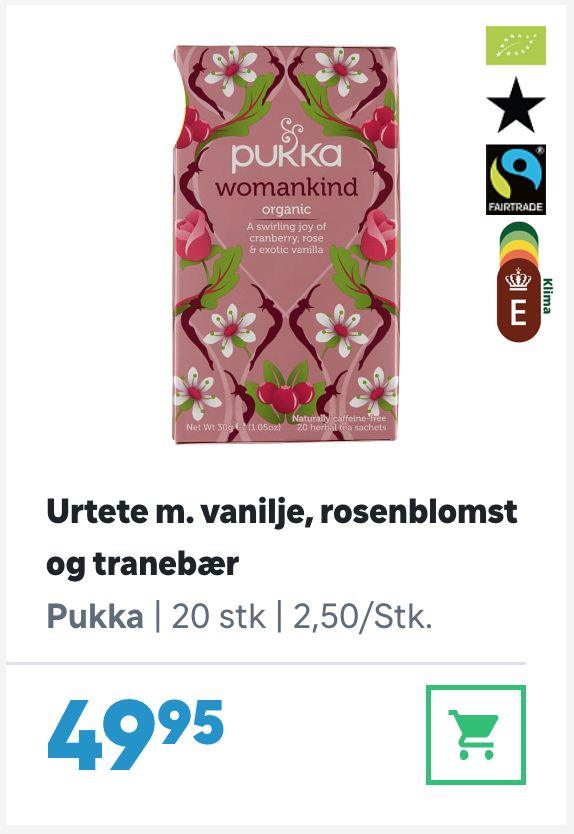 pukka
womankind
organic
A swirling joy of
cranberry, rose
& exotic vanilla
Net Wt 30g ℮ (1.05oz)
Naturally caffeine-free
20 herbal tea sachets
®
FAIRTRADE
E
Klima
Urtete m. vanilje, rosenblomst
og tranebær
Pukka | 20 stk | 2,50/Stk.
49 95